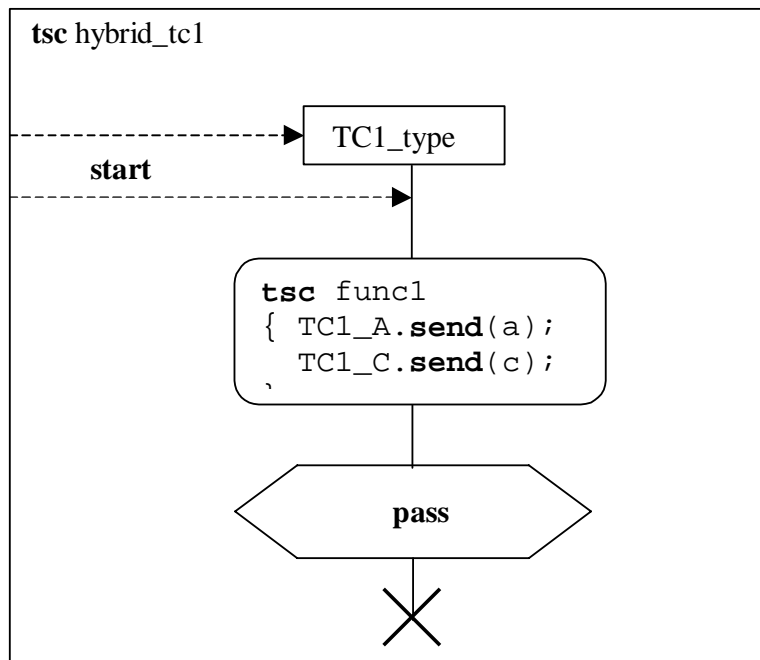 tsc hybrid_tc1
TC1_type
start
tsc func1
{ TC1_A.send(a);
TC1_C.send(c);
}
pass